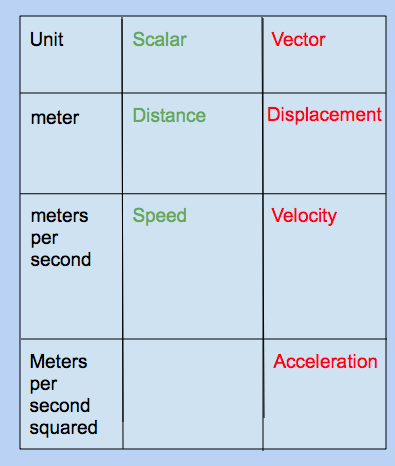 Unit Scalar Vector
meter Distance Displacement
meters Speed Velocity
per
second
Meters Acceleration
per
second
squared